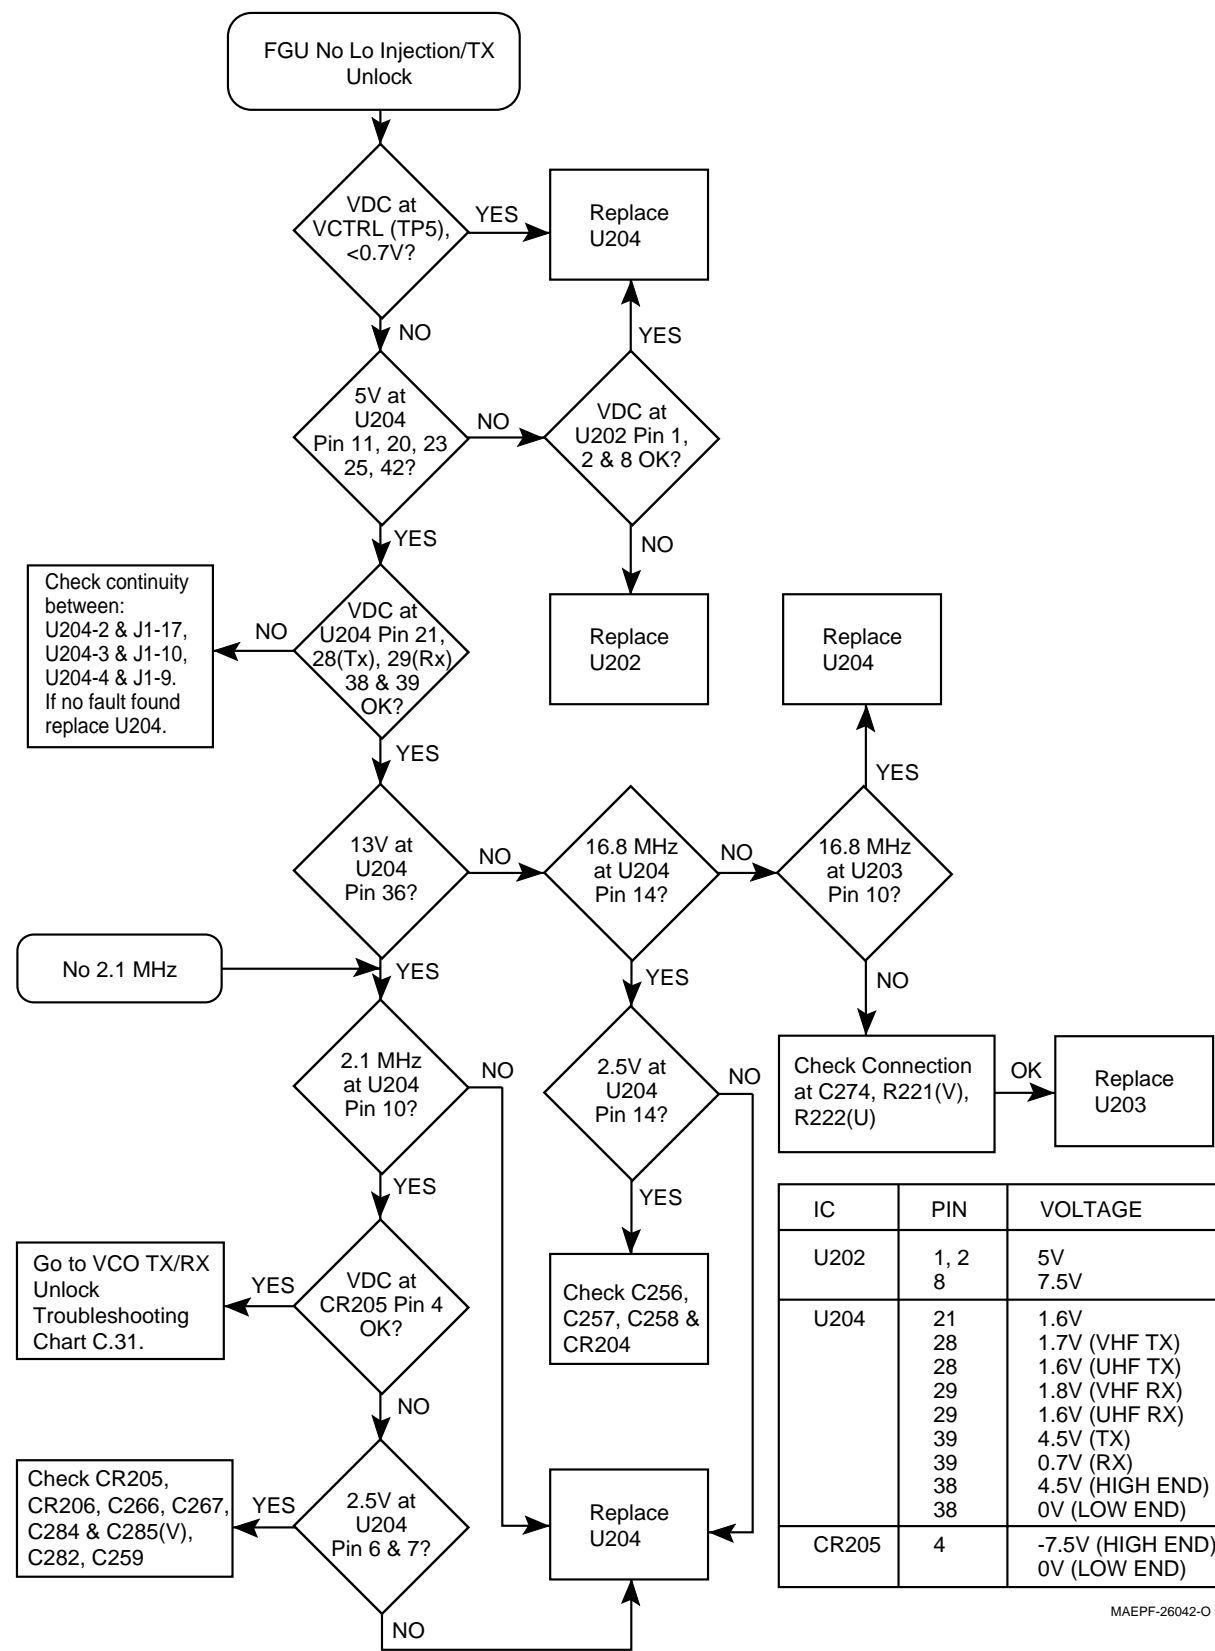 FGU No Lo Injection/TX
Unlock
VDC at
VCTRL (TP5),
<0.7V?
YES
Replace
U204
NO
YES
5V at
U204
Pin 11, 20, 23
25, 42?
NO
VDC at
U202 Pin 1,
2 & 8 OK?
YES
NO
Check continuity
between:
U204-2 & J1-17,
U204-3 & J1-10,
U204-4 & J1-9.
If no fault found
replace U204.
NO
VDC at
U204 Pin 21,
28(Tx), 29(Rx)
38 & 39
OK?
Replace
U202
Replace
U204
YES
YES
13V at
U204
Pin 36?
NO
16.8 MHz
at U204
Pin 14?
NO
16.8 MHz
at U203
Pin 10?
No 2.1 MHz
YES
YES
NO
2.1 MHz
at U204
Pin 10?
NO
2.5V at
U204
Pin 14?
NO
Check Connection
at C274, R221(V),
R222(U)
OK
Replace
U203
YES
YES
Go to VCO TX/RX
Unlock
Troubleshooting
Chart C.31.
YES
VDC at
CR205 Pin 4
OK?
Check C256,
C257, C258 &
CR204
NO
Check CR205,
CR206, C266, C267,
C284 & C285(V),
C282, C259
YES
2.5V at
U204
Pin 6 & 7?
Replace
U204
NO
IC PIN VOLTAGE
U202 1, 2 5V
8 7.5V
U204 21 1.6V
28 1.7V (VHF TX)
28 1.6V (UHF TX)
29 1.8V (VHF RX)
29 1.6V (UHF RX)
39 4.5V (TX)
39 0.7V (RX)
38 4.5V (HIGH END)
38 0V (LOW END)
CR205 4 -7.5V (HIGH END)
0V (LOW END)
MAEPF-26042-O